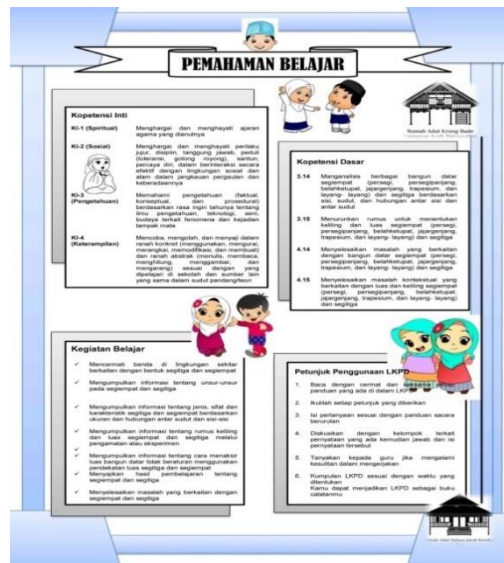 PEMAHAMAN BELAJAR
Kopetensi Inti
KI-1 (Spiritual) Menghargai dan menghayati ajaran
agama yang dianutnya
KI-2 (Sosial) Menghargai dan menghayati perilaku
jujur, disiplin, tanggung jawab, peduli
(toleransi, gotong royong), santun,
percaya diri, dalam berinteraksi secara
efektif dengan lingkungan sosial dan
alam dalam jangkauan pergaulan dan
keberadaannya
KI-3 Memahami pengetahuan (faktual,
(Pengetahuan) konseptual, dan prosedural)
berdasarkan rasa ingin tahunya tentang
ilmu pengetahuan, teknologi, seni,
budaya terkait fenomena dan kejadian
tampak mata
KI-4 Mencoba, mengolah, dan menyaji dalam
(Keterampilan) ranah konkret (menggunakan, mengurai,
merangkai, memodifikasi, dan membuat)
dan ranah abstrak (menulis, membaca,
menghitung, menggambar, dan
mengarang) sesuai dengan yang
dipelajari di sekolah dan sumber lain
yang sama dalam sudut pandang/teori
Rumah Adat Krong Bade
Kopetensi Dasar
3.14 Menganalisis berbagai bangun datar
segiempat (persegi, persegipanjang,
belahketupat, jajargenjang, trapesium, dan
layang- layang) dan segitiga berdasarkan
sisi, sudut, dan hubungan antar sisi dan
antar sudut
3.15 Menurunkan rumus untuk menentukan
keliling dan luas segiempat (persegi,
persegipanjang, belahketupat, jajargenjang,
trapesium, dan layang- layang) dan segitiga
4.14 Menyelesaikan masalah yang berkaitan
dengan bangun datar segiempat (persegi,
persegipanjang, belahketupat, jajargenjang,
trapesium, dan layang- layang) dan segitiga
4.15 Menyelesaikan masalah kontekstual yang
berkaitan dengan luas dan keliling segiempat
(persegi, persegipanjang, belahketupat,
jajargenjang, trapesium, dan layang- layang)
dan segitiga
Kegiatan Belajar
✓ Mencermati benda di lingkungan sekitar
berkaitan dengan bentuk segitiga dan segiempat
✓ Mengumpulkan informasi tentang unsur-unsur
pada segiempat dan segitiga
✓ Mengumpulkan informasi tentang jenis, sifat dan
karakteristik segitiga dan segiempat berdasarkan
ukuran dan hubungan antar sudut dan sisi-sisi
✓ Mengumpulkan informasi tentang rumus keliling
dan luas segiempat dan segitiga melalui
pengamatan atau eksperimen
✓ Mengumpulkan informasi tentang cara menaksir
luas bangun datar tidak beraturan menggunakan
pendekatan luas segitiga dan segiempat
✓ Menyajikan hasil pembelajaran tentang
segiempat dan segitiga
✓ Menyelesaikan masalah yang berkaitan dengan
segiempat dan segitiga
Petunjuk Penggunaan LKPD
1. Baca dengan cermat dan seksama
panduan yang ada di dalam LKPD
2. Ikutilah setiap petunjuk yang diberikan
3. Isi pertanyaan sesuai dengan panduan sacara
berurutan
4. Diskusikan dengan kelompok terkait
pernyataan yang ada kemudian jawab dan isi
pernyataan tersebut
5. Tanyakan kepada guru jika mengalami
kesulitan dalam mengerjakan
6. Kumpulan LKPD sesuai dengan waktu yang
ditentukan
Kamu dapat menjadikan LKPD sebagai buku
catatanmu